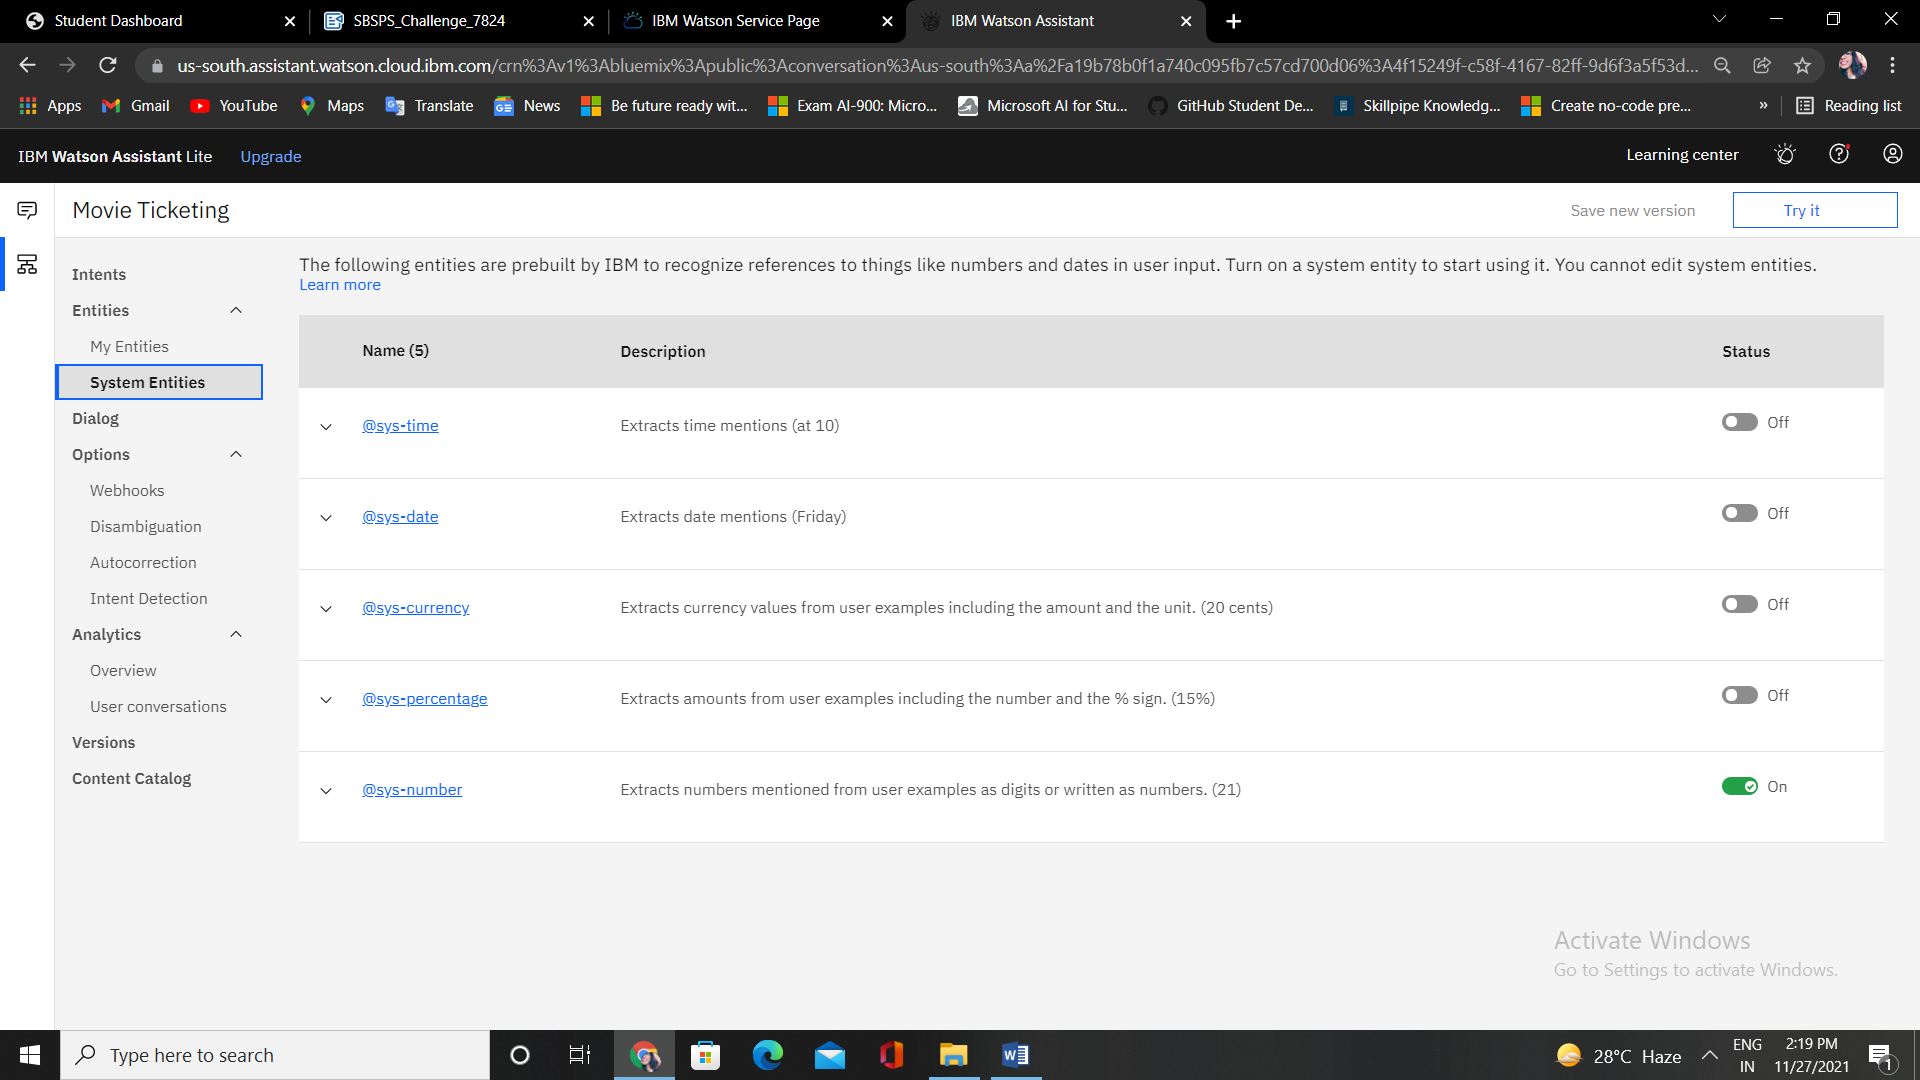 Student Dashboard
SBSPS_Challenge_7824
IBM Watson Service Page
IBM Watson Assistant
us-south.assistant.watson.cloud.ibm.com/crn%3Av1%3Abluemix%3Apublic%3Aconversation%3Aus-south%3Aa%2Fa19b78b0f1a740c095fb7c57cd700d06%3A4f15249f-c58f-4167-82ff-9d6f3a5f53d...
Apps
Gmail
YouTube
Maps
Translate
News
Be future ready wit...
Exam AI-900: Micro...
Microsoft AI for Stu...
GitHub Student De...
Skillpipe Knowledg...
Create no-code pre...
»
Reading list
IBM Watson Assistant Lite
Upgrade
Learning center
Movie Ticketing
Save new version
Try it
Intents
Entities
My Entities
System Entities
Dialog
Options
Webhooks
Disambiguation
Autocorrection
Intent Detection
Analytics
Overview
User conversations
Versions
Content Catalog
The following entities are prebuilt by IBM to recognize references to things like numbers and dates in user input. Turn on a system entity to start using it. You cannot edit system entities.
Learn more
Name (5)
Description
Status
@sys-time
Extracts time mentions (at 10)
Off
@sys-date
Extracts date mentions (Friday)
Off
@sys-currency
Extracts currency values from user examples including the amount and the unit. (20 cents)
Off
@sys-percentage
Extracts amounts from user examples including the number and the % sign. (15%)
Off
@sys-number
Extracts numbers mentioned from user examples as digits or written as numbers. (21)
On
Activate Windows
Go to Settings to activate Windows.
Type here to search
28°C Haze
ENG
IN
2:19 PM
11/27/2021
1